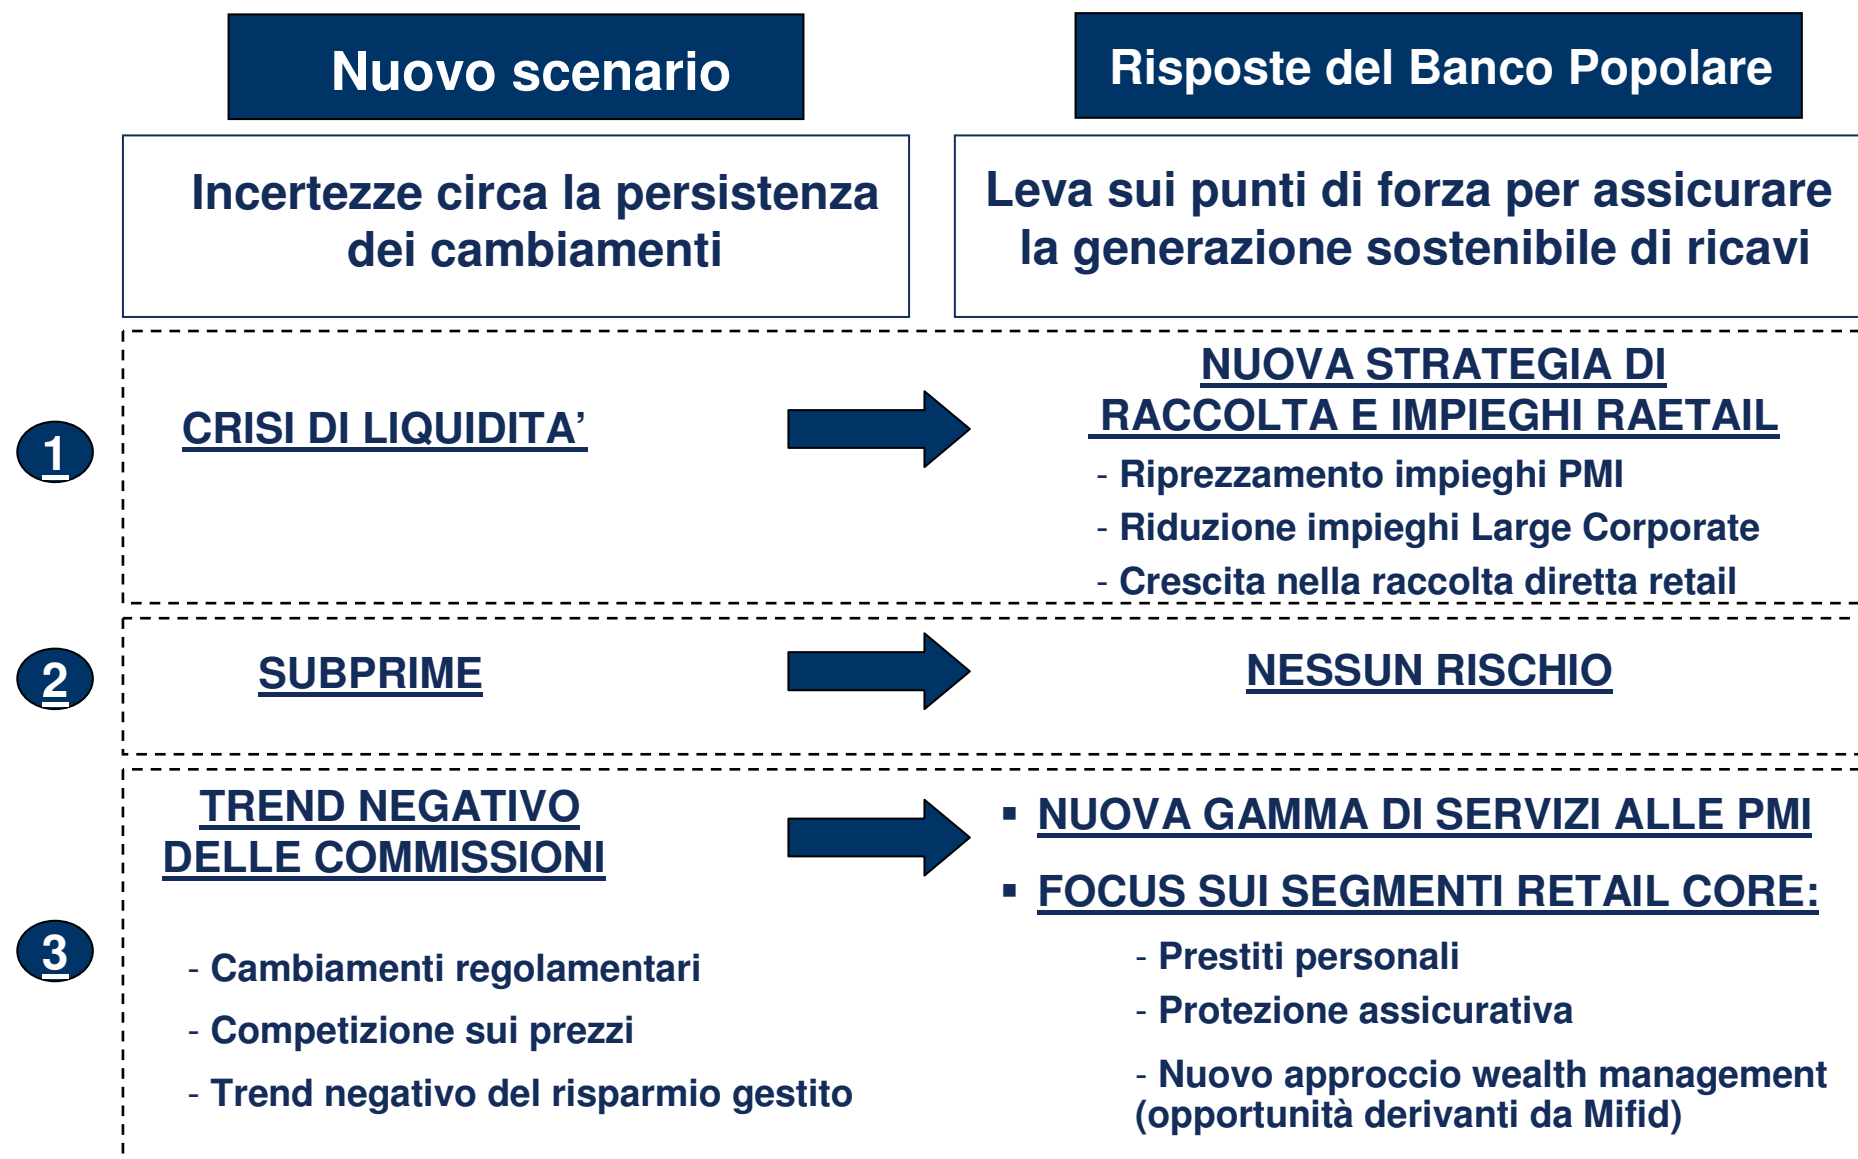 Nuovo scenario
Risposte del Banco Popolare
Incertezze circa la persistenza
dei cambiamenti
Leva sui punti di forza per assicurare
la generazione sostenibile di ricavi
1
CRISI DI LIQUIDITA’
NUOVA STRATEGIA DI
RACCOLTA E IMPIEGHI RAETAIL
- Riprezzamento impieghi PMI
- Riduzione impieghi Large Corporate
- Crescita nella raccolta diretta retail
2
SUBPRIME
NESSUN RISCHIO
3
TREND NEGATIVO
DELLE COMMISSIONI
- Cambiamenti regolamentari
- Competizione sui prezzi
- Trend negativo del risparmio gestito
▪ NUOVA GAMMA DI SERVIZI ALLE PMI
▪ FOCUS SUI SEGMENTI RETAIL CORE:
- Prestiti personali
- Protezione assicurativa
- Nuovo approccio wealth management
(opportunità derivanti da Mifid)